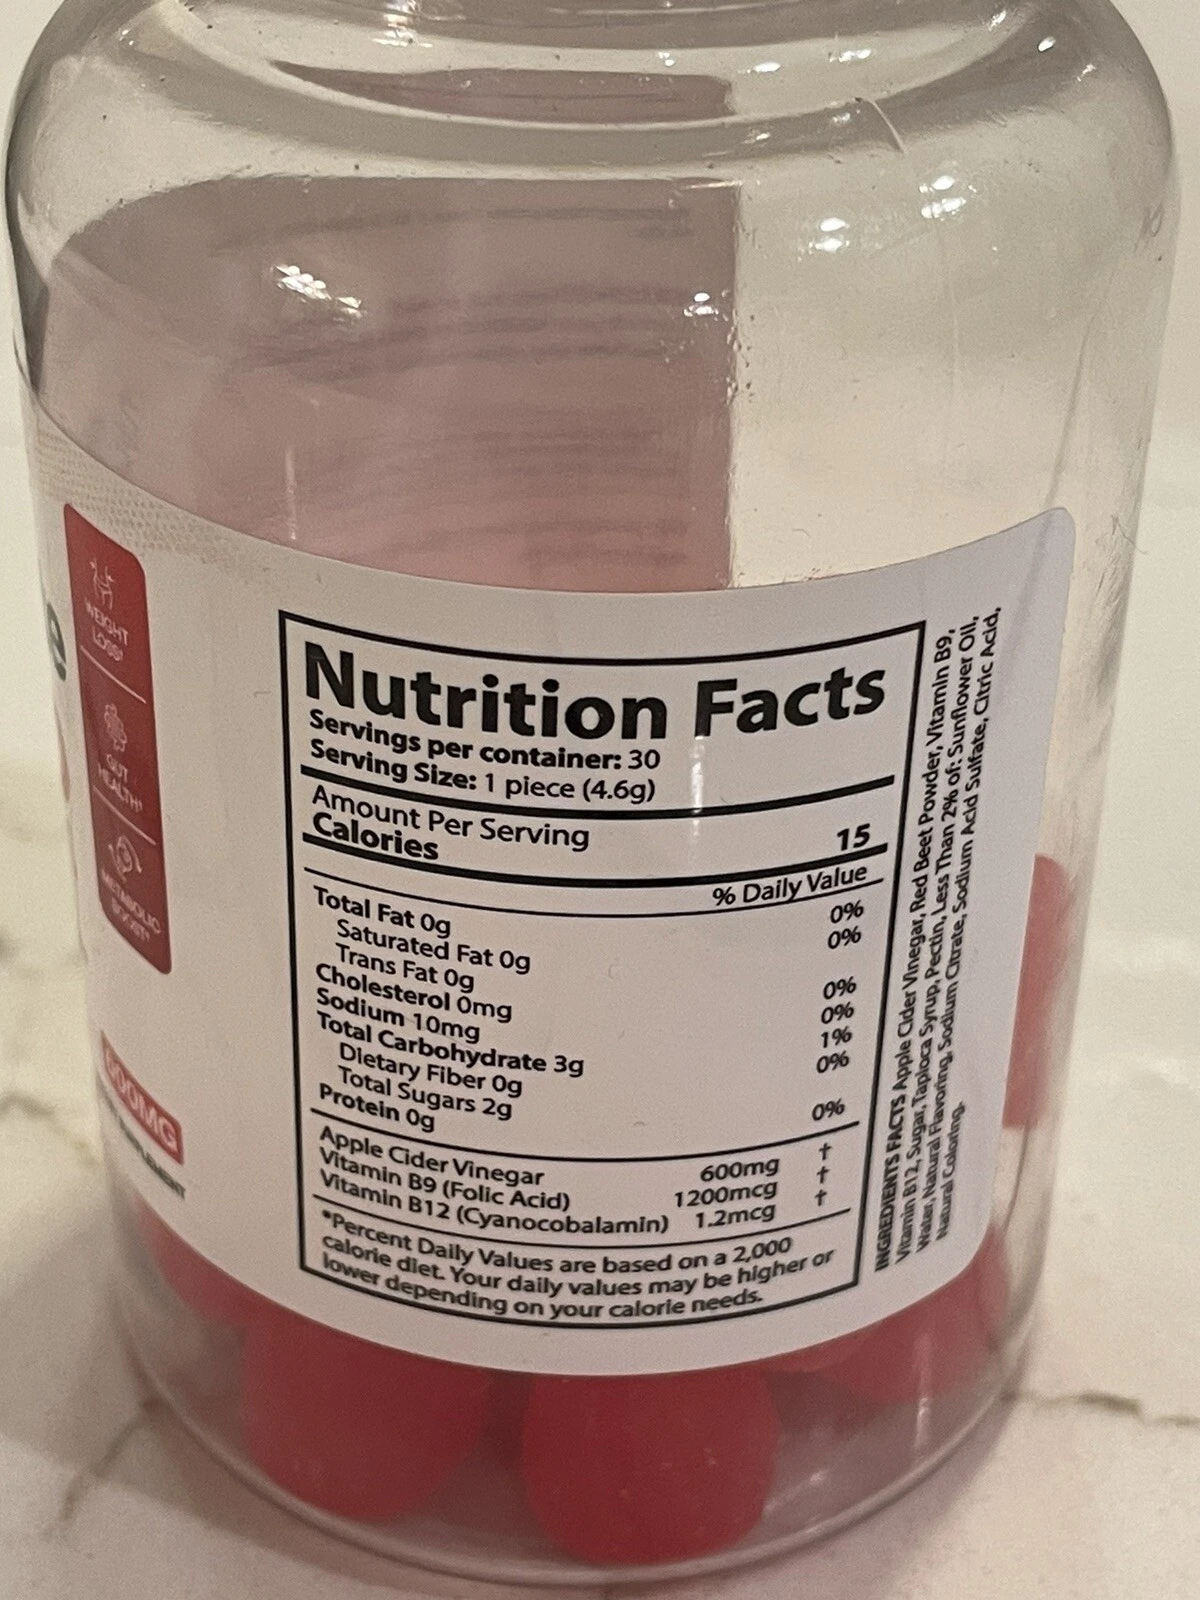 e
WEIGHT
LOSS†
GUT
HEALTH†
METABOLIC
BOOST†
Nutrition Facts
Servings per container: 30
Serving Size: 1 piece (4.6g)
Amount Per Serving
Calories 15
% Daily Value
Total Fat 0g 0%
Saturated Fat 0g 0%
Trans Fat 0g
Cholesterol 0mg 0%
Sodium 10mg 0%
Total Carbohydrate 3g 1%
Dietary Fiber 0g 0%
Total Sugars 2g
Protein 0g 0%
Apple Cider Vinegar 600mg †
Vitamin B9 (Folic Acid) 1200mcg †
Vitamin B12 (Cyanocobalamin) 1.2mcg †
*Percent Daily Values are based on a 2,000
calorie diet. Your daily values may be higher or
lower depending on your calorie needs.
INGREDIENTS FACTS Apple Cider Vinegar, Red Beet Powder, Vitamin B9,
Vitamin B12, Sugar, Tapioca Syrup, Pectin, Less Than 2% of: Sunflower Oil,
Water, Natural Flavoring, Sodium Citrate, Sodium Acid Sulfate, Citric Acid,
Natural Coloring.